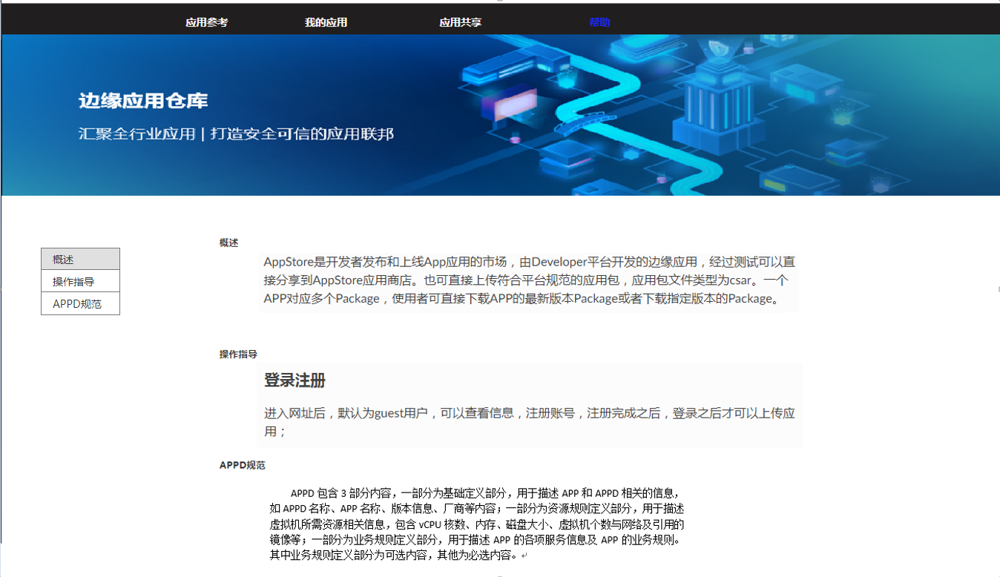 应用参考 我的应用 应用共享 帮助
边缘应用仓库
汇聚全行业应用 | 打造安全可信的应用联邦
概述
操作指导
APPD规范
概述
AppStore是开发者发布和上线App应用的市场，由Developer平台开发的边缘应用，经过测试可以直
接分享到AppStore应用商店。也可直接上传符合平台规范的应用包，应用包文件类型为csar。一个
APP对应多个Package，使用者可直接下载APP的最新版本Package或者下载指定版本的Package。
操作指导
登录注册
进入网址后，默认为guest用户，可以查看信息，注册账号，注册完成之后，登录之后才可以上传应
用；
APPD规范
APPD 包含 3 部分内容，一部分为基础定义部分，用于描述 APP 和 APPD 相关的信息，
如 APPD 名称、APP 名称、版本信息、厂商等内容；一部分为资源规则定义部分，用于描述
虚拟机所需资源相关信息，包含 vCPU 核数、内存、磁盘大小、虚拟机个数与网络及引用的
镜像等；一部分为业务规则定义部分，用于描述 APP 的各项服务信息及 APP 的业务规则。
其中业务规则定义部分为可选内容，其他为必选内容。